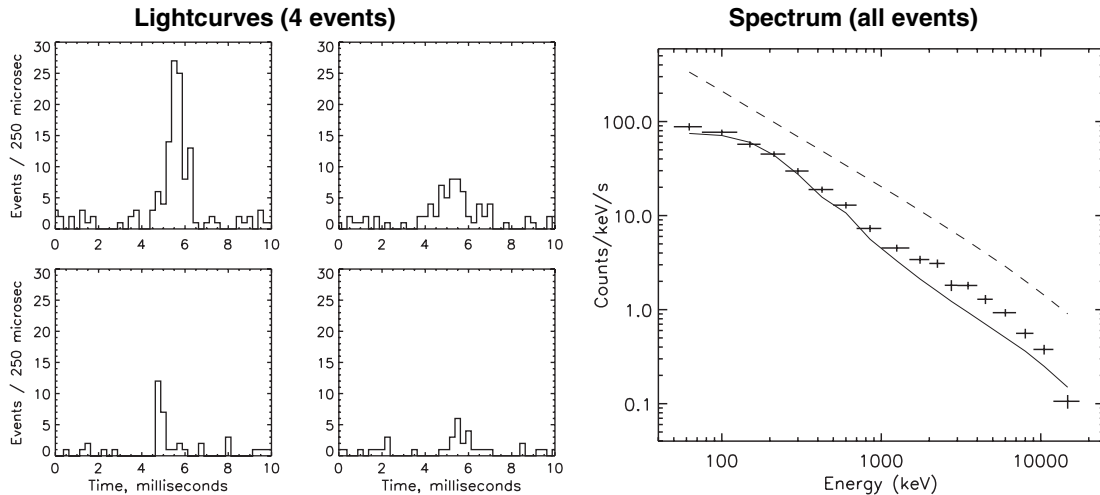 Lightcurves (4 events)
Spectrum (all events)
Events / 250 microsec
30
25
20
15
10
5
0
0 2 4 6 8 10
30
25
20
15
10
5
0
0 2 4 6 8 10
Events / 250 microsec
30
25
20
15
10
5
0
0 2 4 6 8 10
Time, milliseconds
30
25
20
15
10
5
0
0 2 4 6 8 10
Time, milliseconds
Counts/keV/s
100.0
10.0
1.0
0.1
100 1000 10000
Energy (keV)